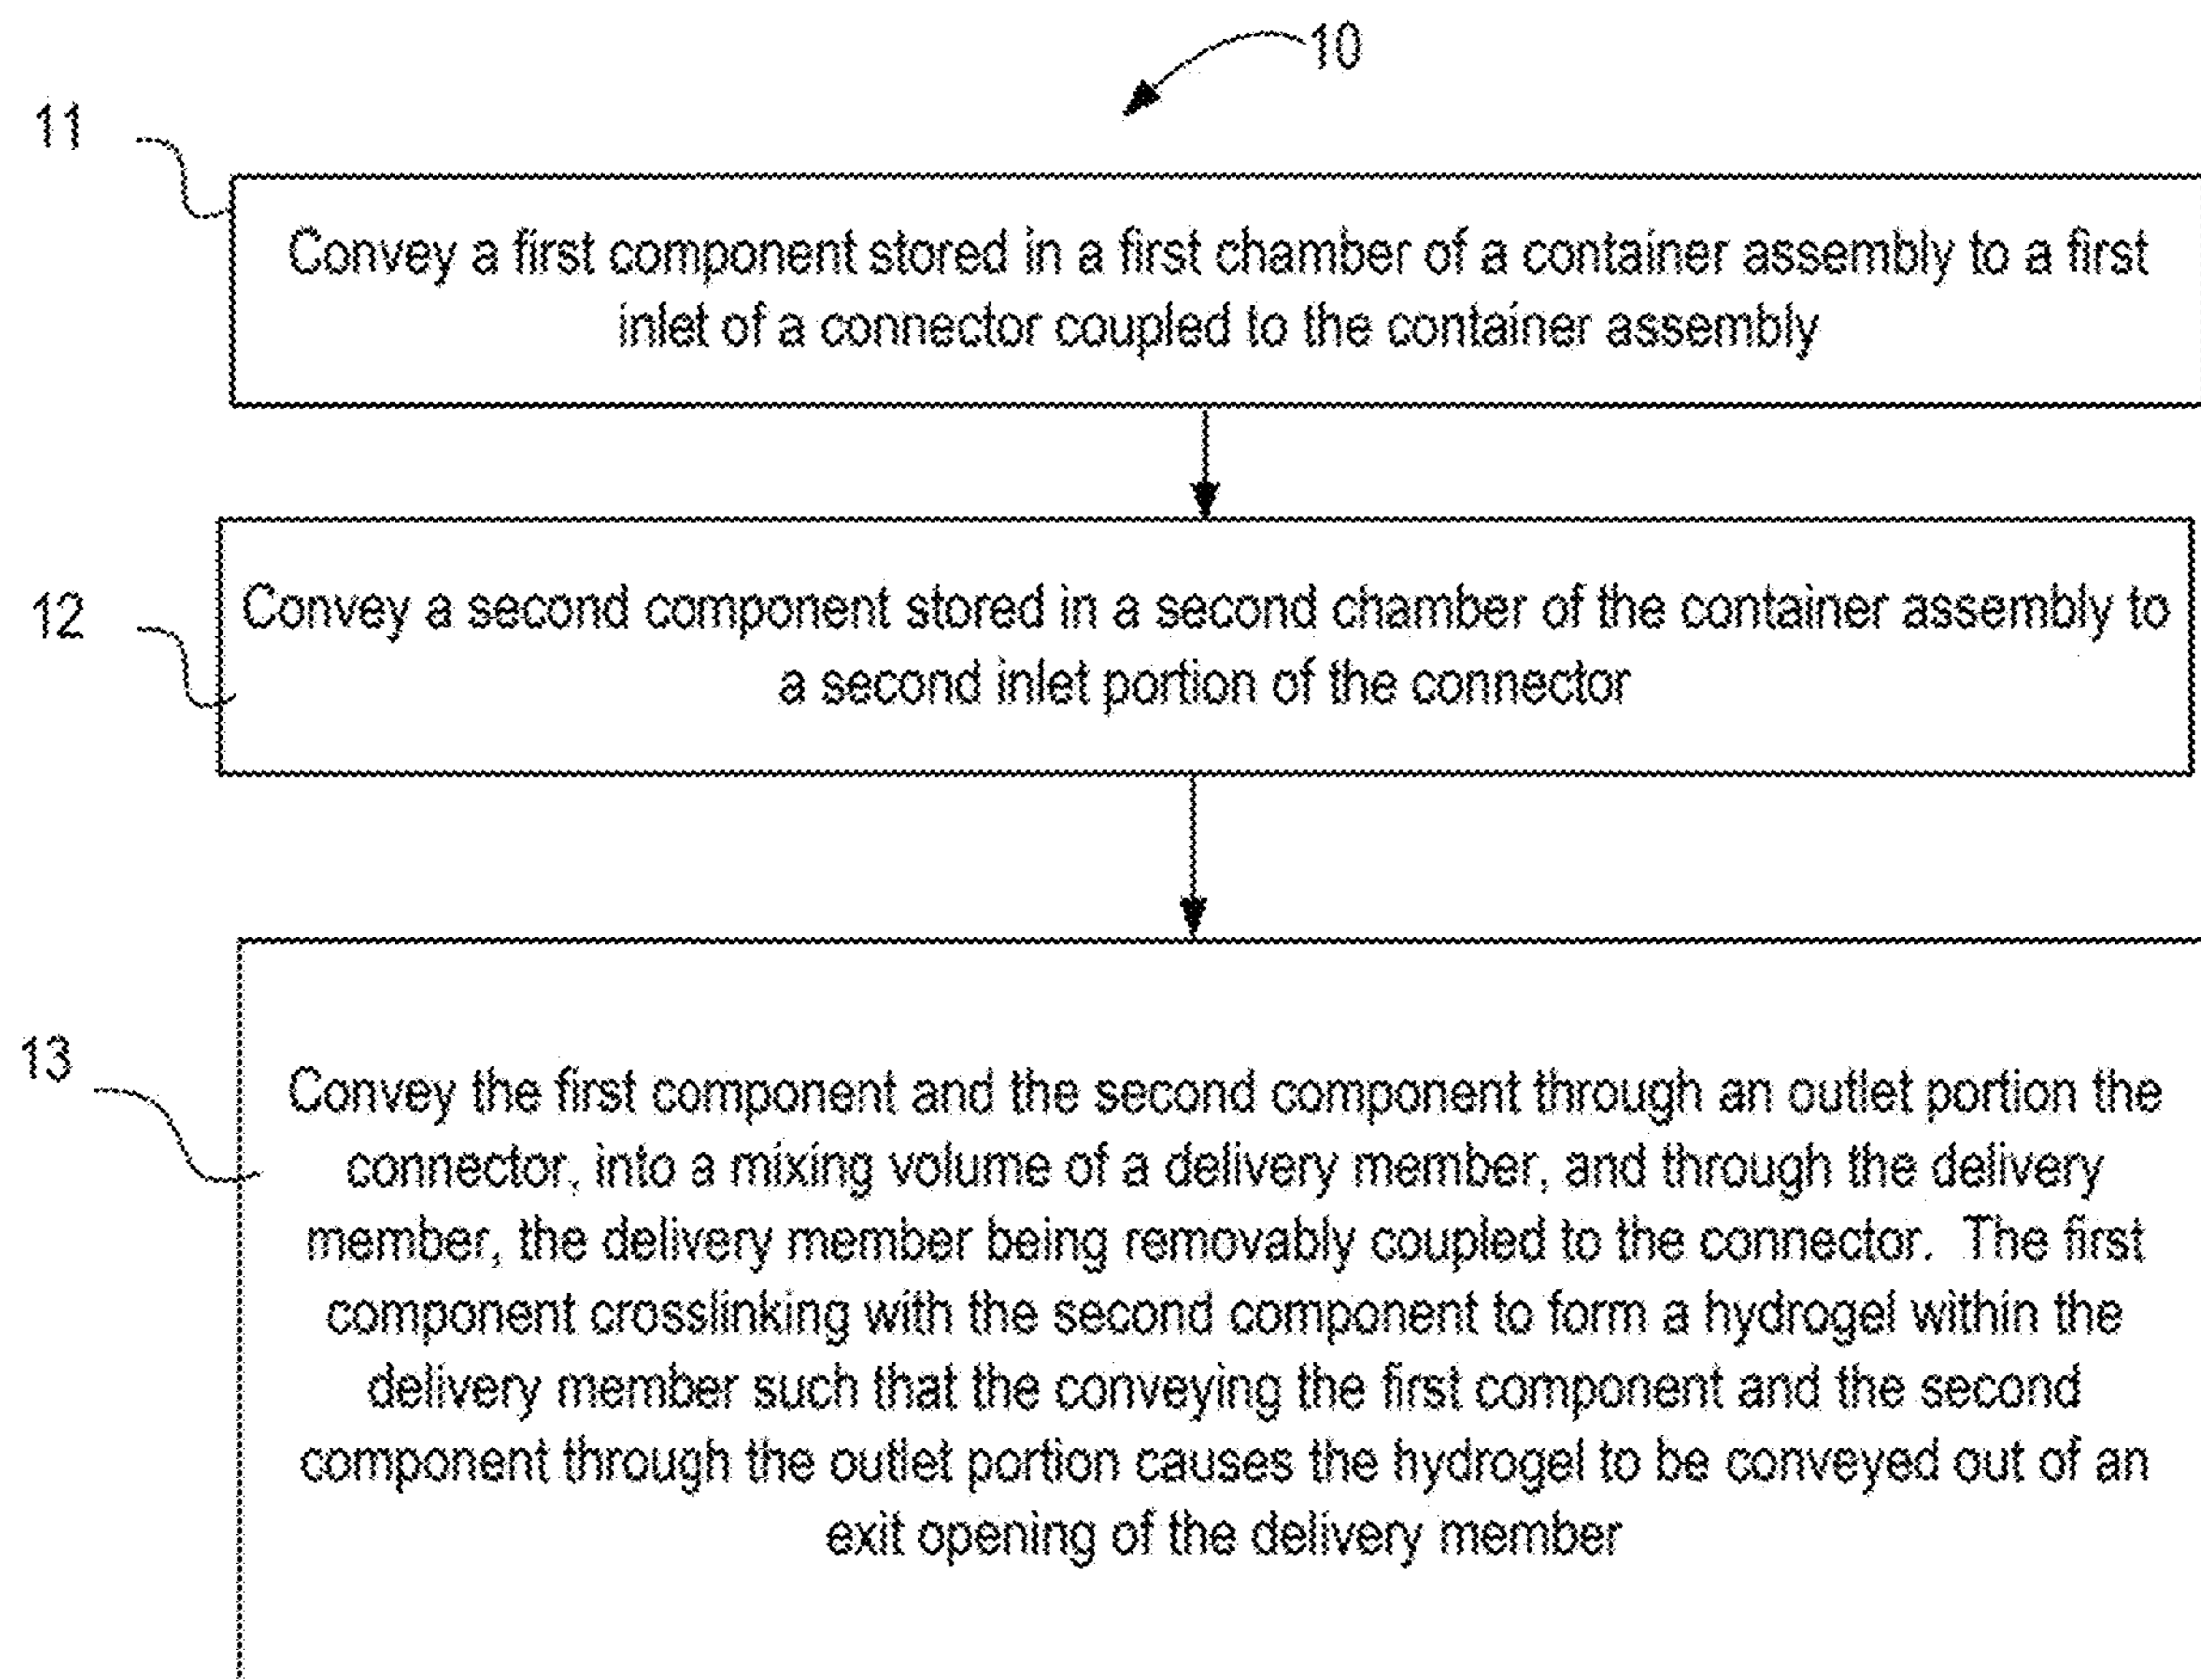 10
11
Convey a first component stored in a first chamber of a container assembly to a first
inlet of a connector coupled to the container assembly
12
Convey a second component stored in a second chamber of the container assembly to
a second inlet portion of the connector
13
Convey the first component and the second component through an outlet portion the
connector, into a mixing volume of a delivery member, and through the delivery
member, the delivery member being removably coupled to the connector. The first
component crosslinking with the second component to form a hydrogel within the
delivery member such that the conveying the first component and the second
component through the outlet portion causes the hydrogel to be conveyed out of an
exit opening of the delivery member